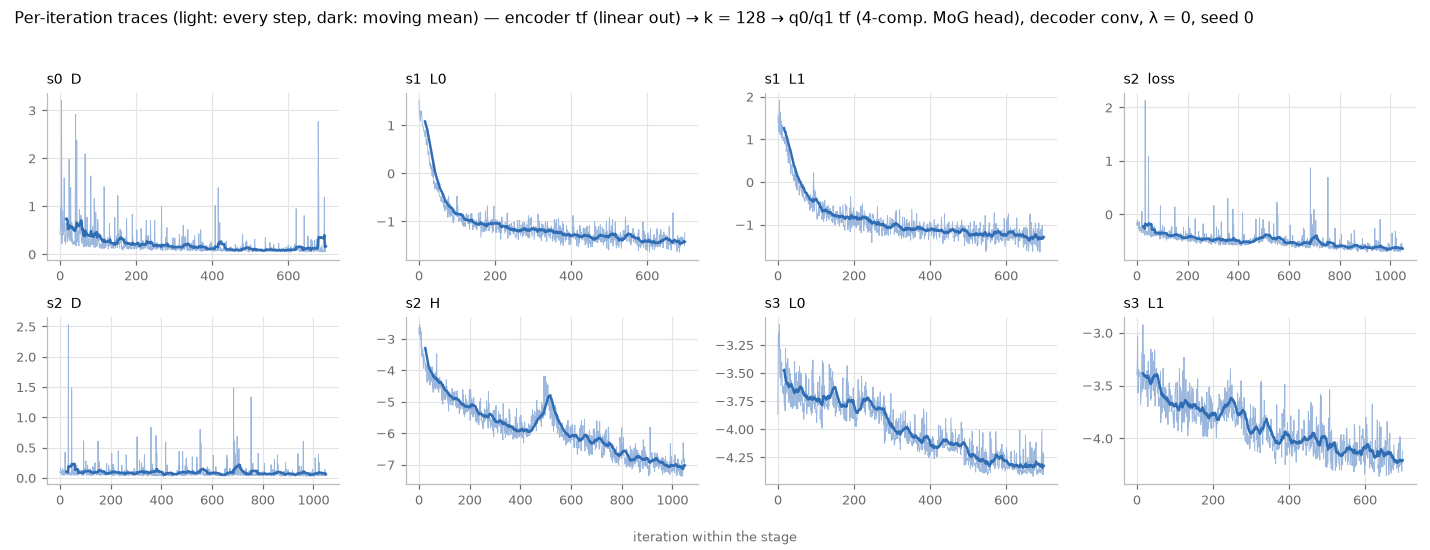 Per-iteration traces (light: every step, dark: moving mean) — encoder tf (linear out) → k = 128 → q0/q1 tf (4-comp. MoG head), decoder conv, λ = 0, seed 0
s0 D
s1 L0
s1 L1
s2 loss
3
2
1
0
0 200 400 600
1
0
−1
0 200 400 600
2
1
0
−1
0 200 400 600
2
1
0
0 200 400 600 800 1000
s2 D
s2 H
s3 L0
s3 L1
2.5
2.0
1.5
1.0
0.5
0.0
0 200 400 600 800 1000
−3
−4
−5
−6
−7
0 200 400 600 800 1000
−3.25
−3.50
−3.75
−4.00
−4.25
0 200 400 600
−3.0
−3.5
−4.0
0 200 400 600
iteration within the stage